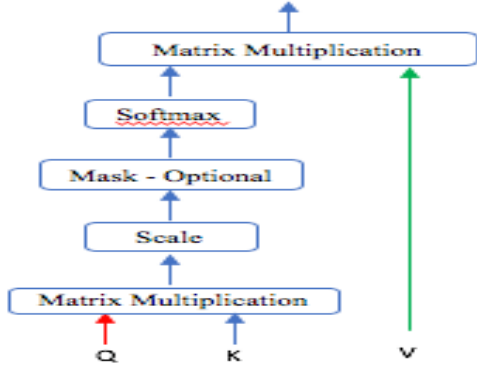 Matrix Multiplication
Softmax
Mask - Optional
Scale
Matrix Multiplication
Q K V